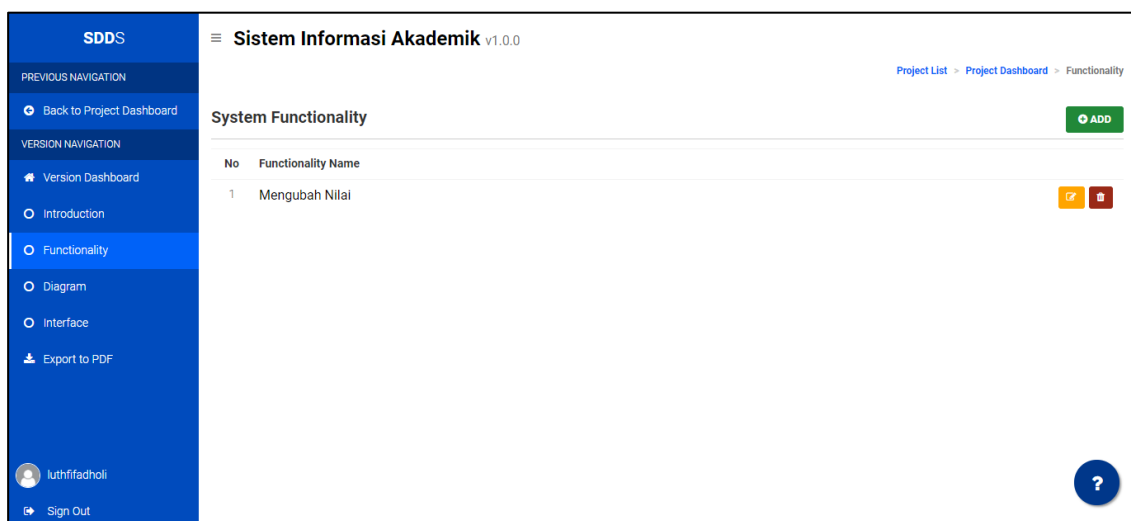 SDDS
PREVIOUS NAVIGATION
Back to Project Dashboard
VERSION NAVIGATION
Version Dashboard
Introduction
Functionality
Diagram
Interface
Export to PDF
luthfifadholi
Sign Out
Sistem Informasi Akademik v1.0.0
Project List > Project Dashboard > Functionality
System Functionality
ADD
No Functionality Name
1 Mengubah Nilai
?